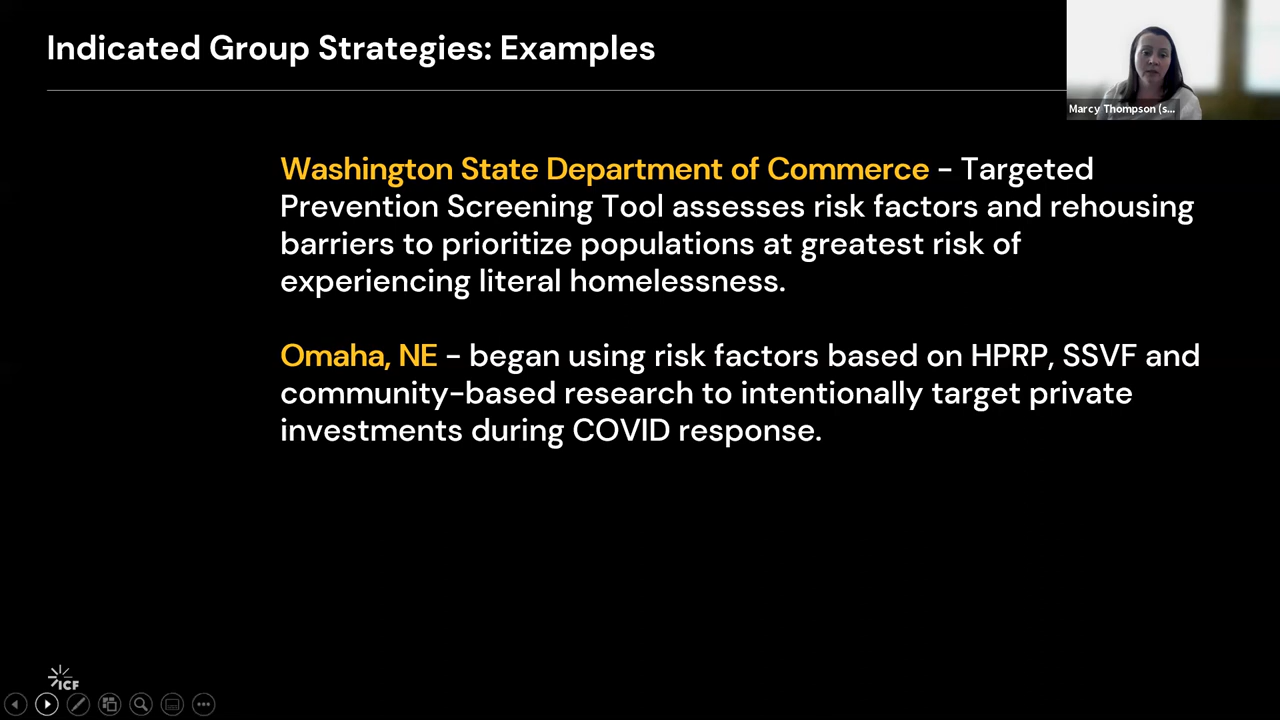 Indicated Group Strategies: Examples
Marcy Thompson (s...
Washington State Department of Commerce - Targeted
Prevention Screening Tool assesses risk factors and rehousing
barriers to prioritize populations at greatest risk of
experiencing literal homelessness.
Omaha, NE - began using risk factors based on HPRP, SSVF and
community-based research to intentionally target private
investments during COVID response.
ICF